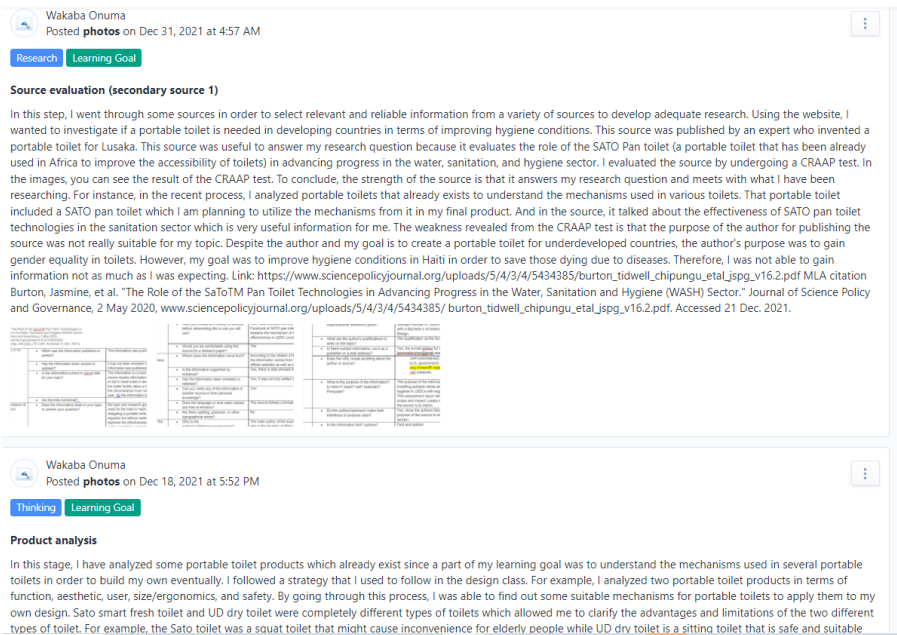 Wakaba Onuma
Posted photos on Dec 31, 2021 at 4:57 AM
Research Learning Goal
Source evaluation (secondary source 1)
In this step, I went through some sources in order to select relevant and reliable information from a variety of sources to develop adequate research. Using the website, I
wanted to investigate if a portable toilet is needed in developing countries in terms of improving hygiene conditions. This source was published by an expert who invented a
portable toilet for Lusaka. This source was useful to answer my research question because it evaluates the role of the SATO Pan toilet (a portable toilet that has been already
used in Africa to improve the accessibility of toilets) in advancing progress in the water, sanitation, and hygiene sector. I evaluated the source by undergoing a CRAAP test. In
the images, you can see the result of the CRAAP test. To conclude, the strength of the source is that it answers my research question and meets with what I have been
researching. For instance, in the recent process, I analyzed portable toilets that already exists to understand the mechanisms used in various toilets. That portable toilet
included a SATO pan toilet which I am planning to utilize the mechanisms from it in my final product. And in the source, it talked about the effectiveness of SATO pan toilet
technologies in the sanitation sector which is very useful information for me. The weakness revealed from the CRAAP test is that the purpose of the author for publishing the
source was not really suitable for my topic. Despite the author and my goal is to create a portable toilet for underdeveloped countries, the author's purpose was to gain
gender equality in toilets. However, my goal was to improve hygiene conditions in Haiti in order to save those dying due to diseases. Therefore, I was not able to gain
information not as much as I was expecting. Link: https://www.sciencepolicyjournal.org/uploads/5/4/3/4/5434385/burton_tidwell_chipungu_etal_jspg_v16.2.pdf MLA citation
Burton, Jasmine, et al. "The Role of the SaToTM Pan Toilet Technologies in Advancing Progress in the Water, Sanitation and Hygiene (WASH) Sector." Journal of Science Policy
and Governance, 2 May 2020, www.sciencepolicyjournal.org/uploads/5/4/3/4/5434385/ burton_tidwell_chipungu_etal_jspg_v16.2.pdf. Accessed 21 Dec. 2021.
Wakaba Onuma
Posted photos on Dec 18, 2021 at 5:52 PM
Thinking Learning Goal
Product analysis
In this stage, I have analyzed some portable toilet products which already exist since a part of my learning goal was to understand the mechanisms used in several portable
toilets in order to build my own eventually. I followed a strategy that I used to follow in the design class. For example, I analyzed two portable toilet products in terms of
function, aesthetic, user, size/ergonomics, and safety. By going through this process, I was able to find out some suitable mechanisms for portable toilets to apply them to my
own design. Sato smart fresh toilet and UD dry toilet were completely different types of toilets which allowed me to clarify the advantages and limitations of the two different
types of toilet. For example, the Sato toilet was a squat toilet that might cause inconvenience for elderly people while UD dry toilet is a sitting toilet that is safe and suitable